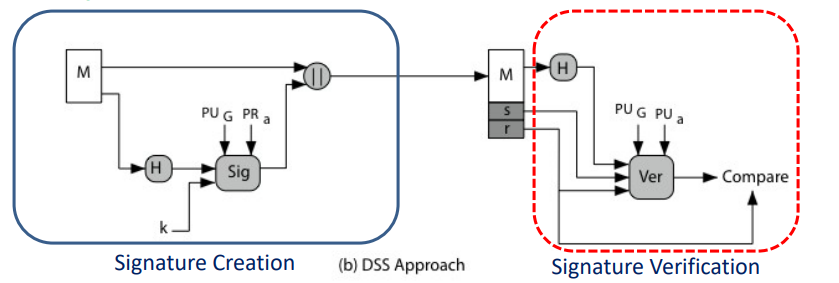 M
PU G PR a
H
Sig
k
||
M
s
r
H
PU G PU a
Ver
Compare
Signature Creation
(b) DSS Approach
Signature Verification